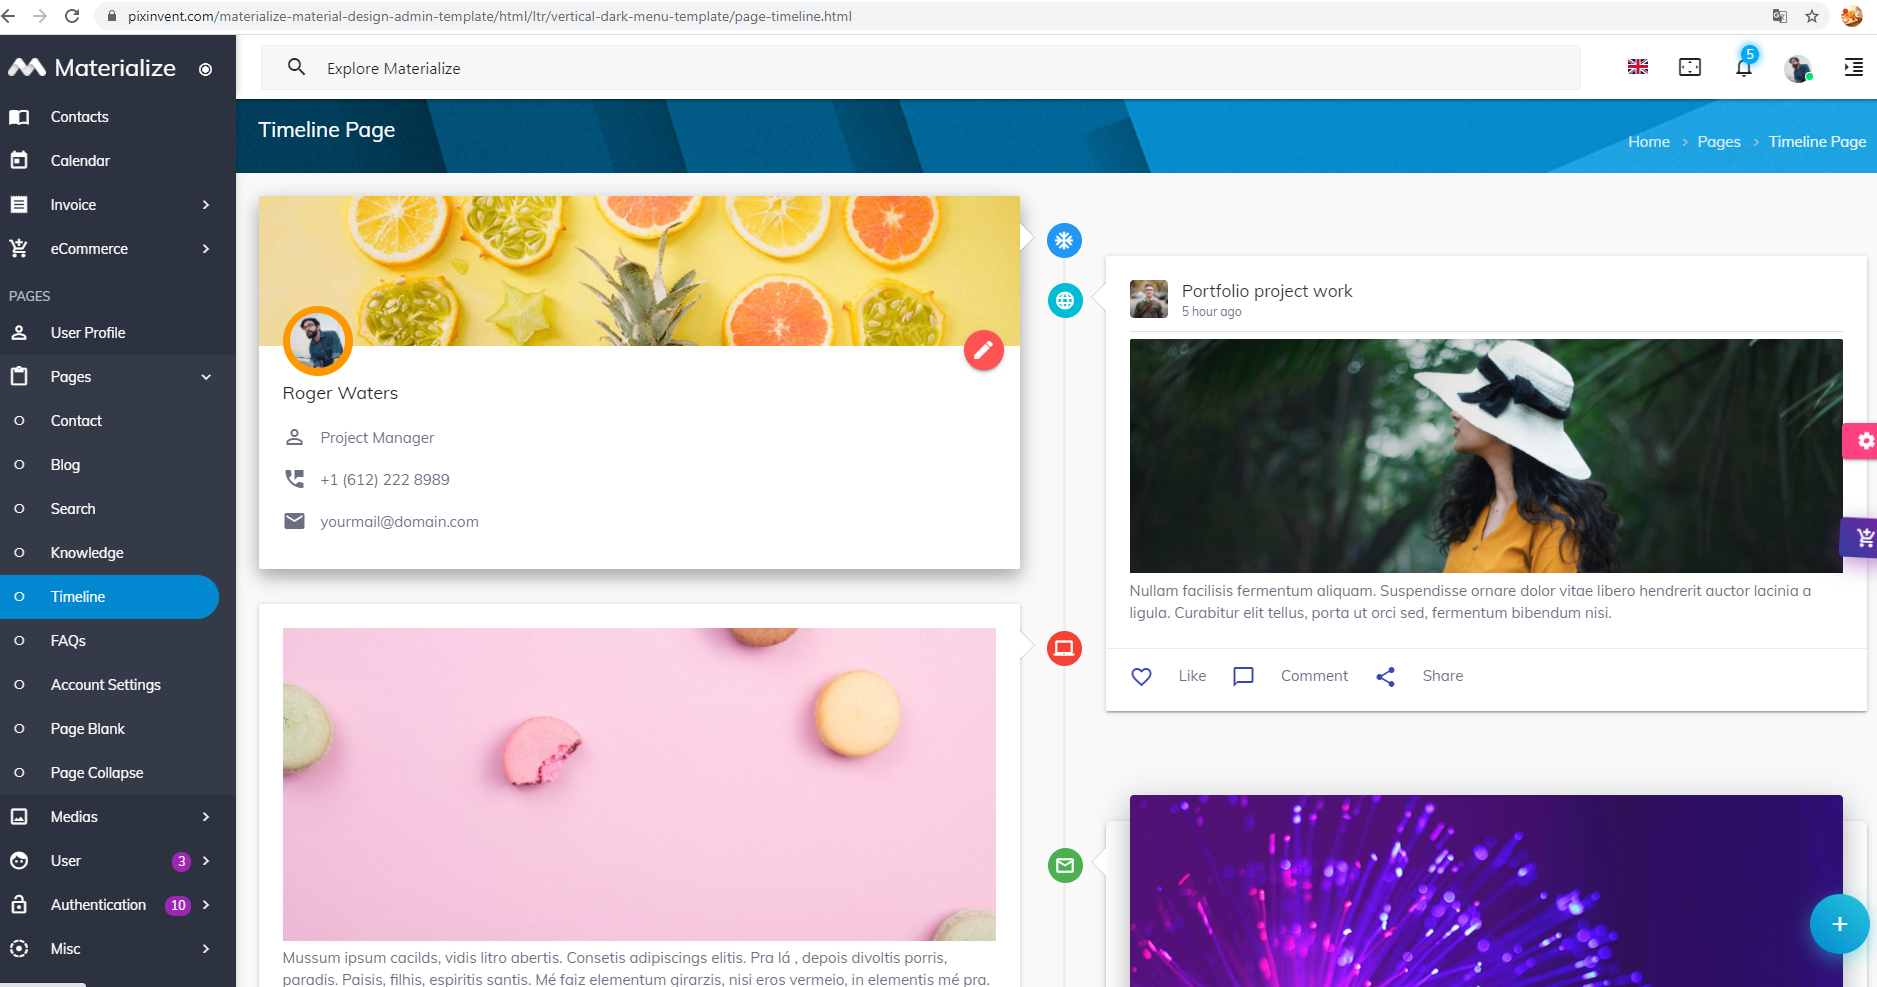 pixinvent.com/materialize-material-design-admin-template/html/ltr/vertical-dark-menu-template/page-timeline.html
Materialize
Explore Materialize
5
Contacts
Calendar
Invoice
eCommerce
PAGES
User Profile
Pages
Contact
Blog
Search
Knowledge
Timeline
FAQs
Account Settings
Page Blank
Page Collapse
Medias
User 3
Authentication 10
Misc
Timeline Page
Home > Pages > Timeline Page
Roger Waters
Project Manager
+1 (612) 222 8989
yourmail@domain.com
Portfolio project work
5 hour ago
Nullam facilisis fermentum aliquam. Suspendisse ornare dolor vitae libero hendrerit auctor lacinia a
ligula. Curabitur elit tellus, porta ut orci sed, fermentum bibendum nisi.
Like Comment Share
Mussum ipsum cacilds, vidis litro abertis. Consetis adipiscings elitis. Pra lá , depois divoltis porris,
paradis. Paisis, filhis, espiritis santis. Mé faiz elementum girarzis, nisi eros vermeio, in elementis mé pra.